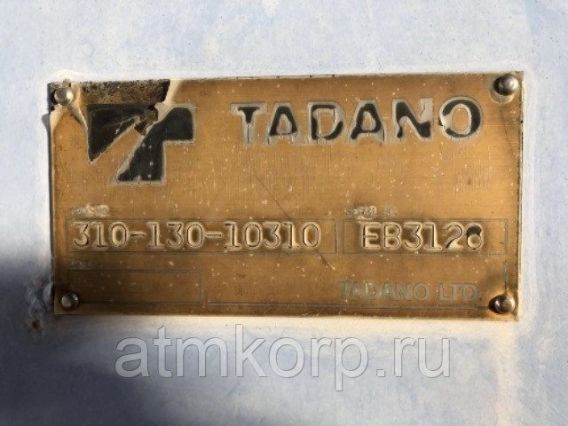 TADANO
310-130-10310 EB3128
TADANO LTD.
atmkorp.ru